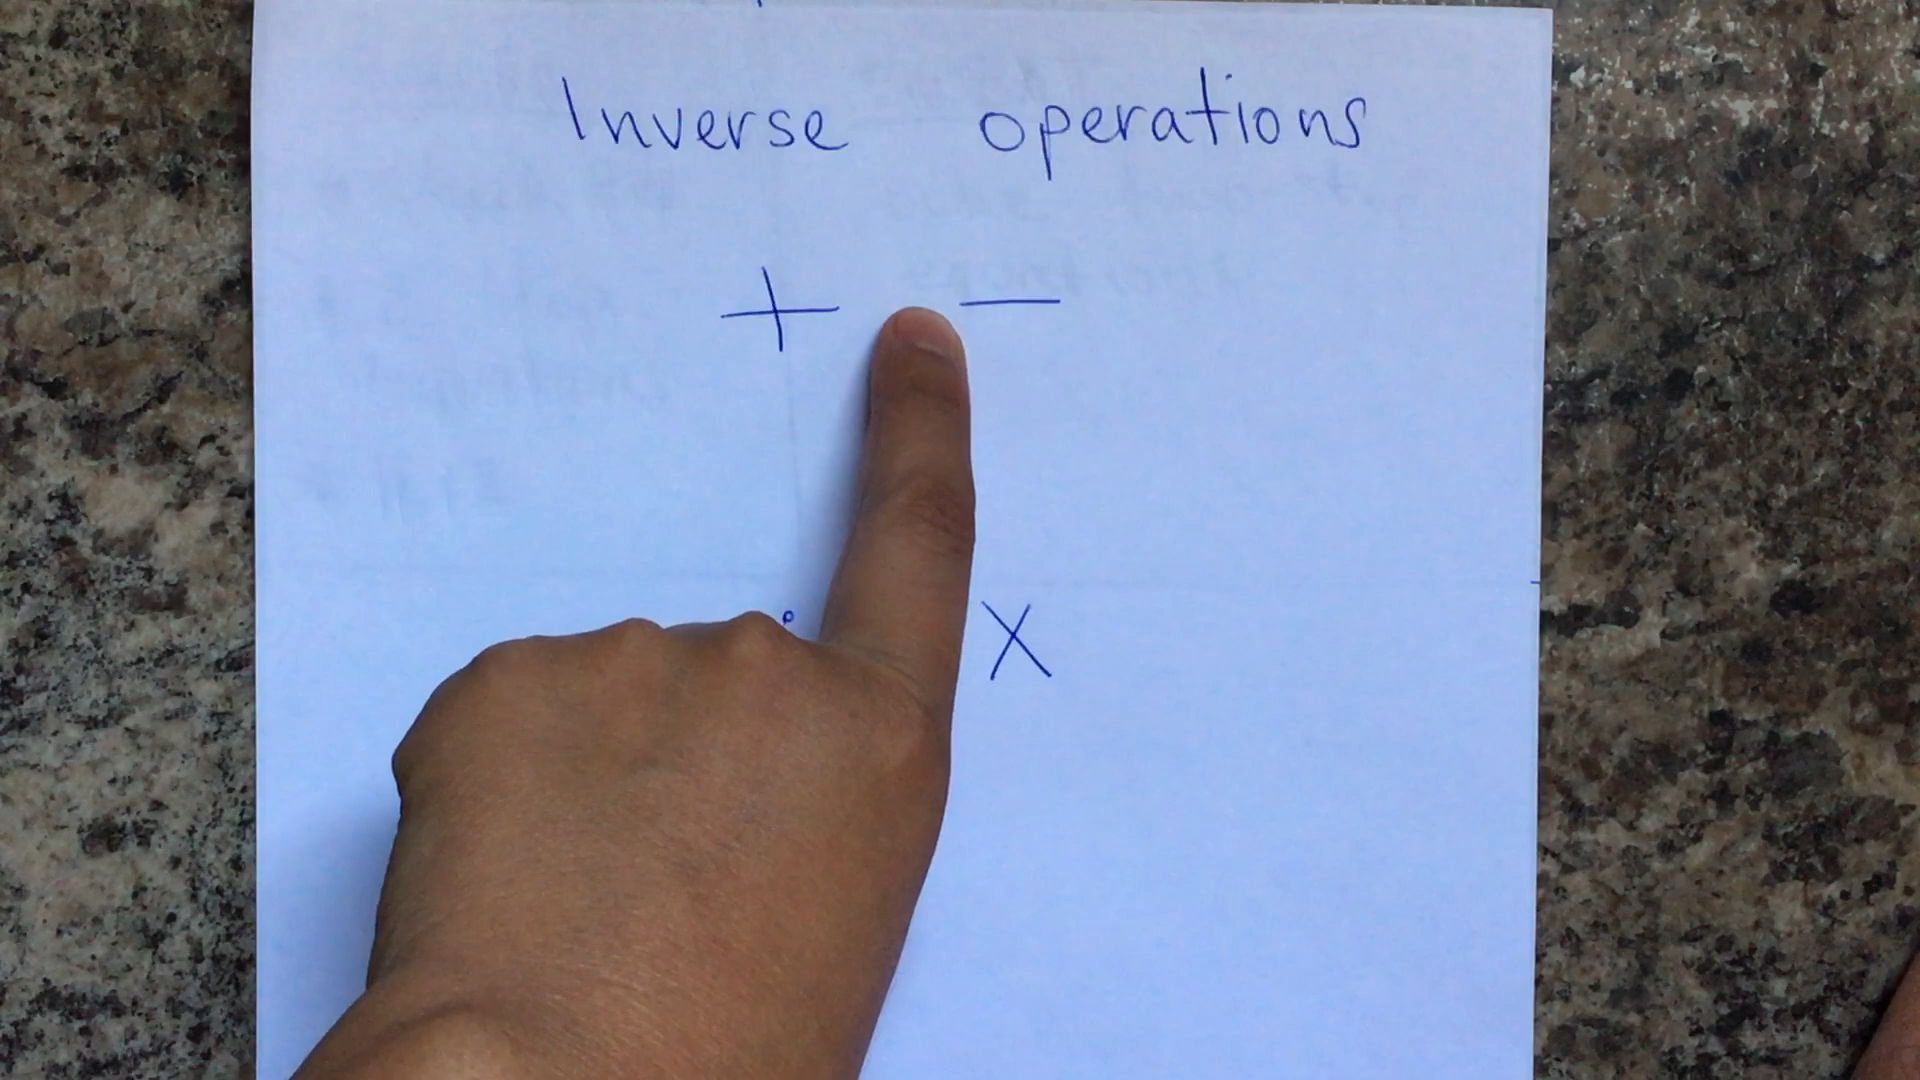 Inverse operations
+ −
X